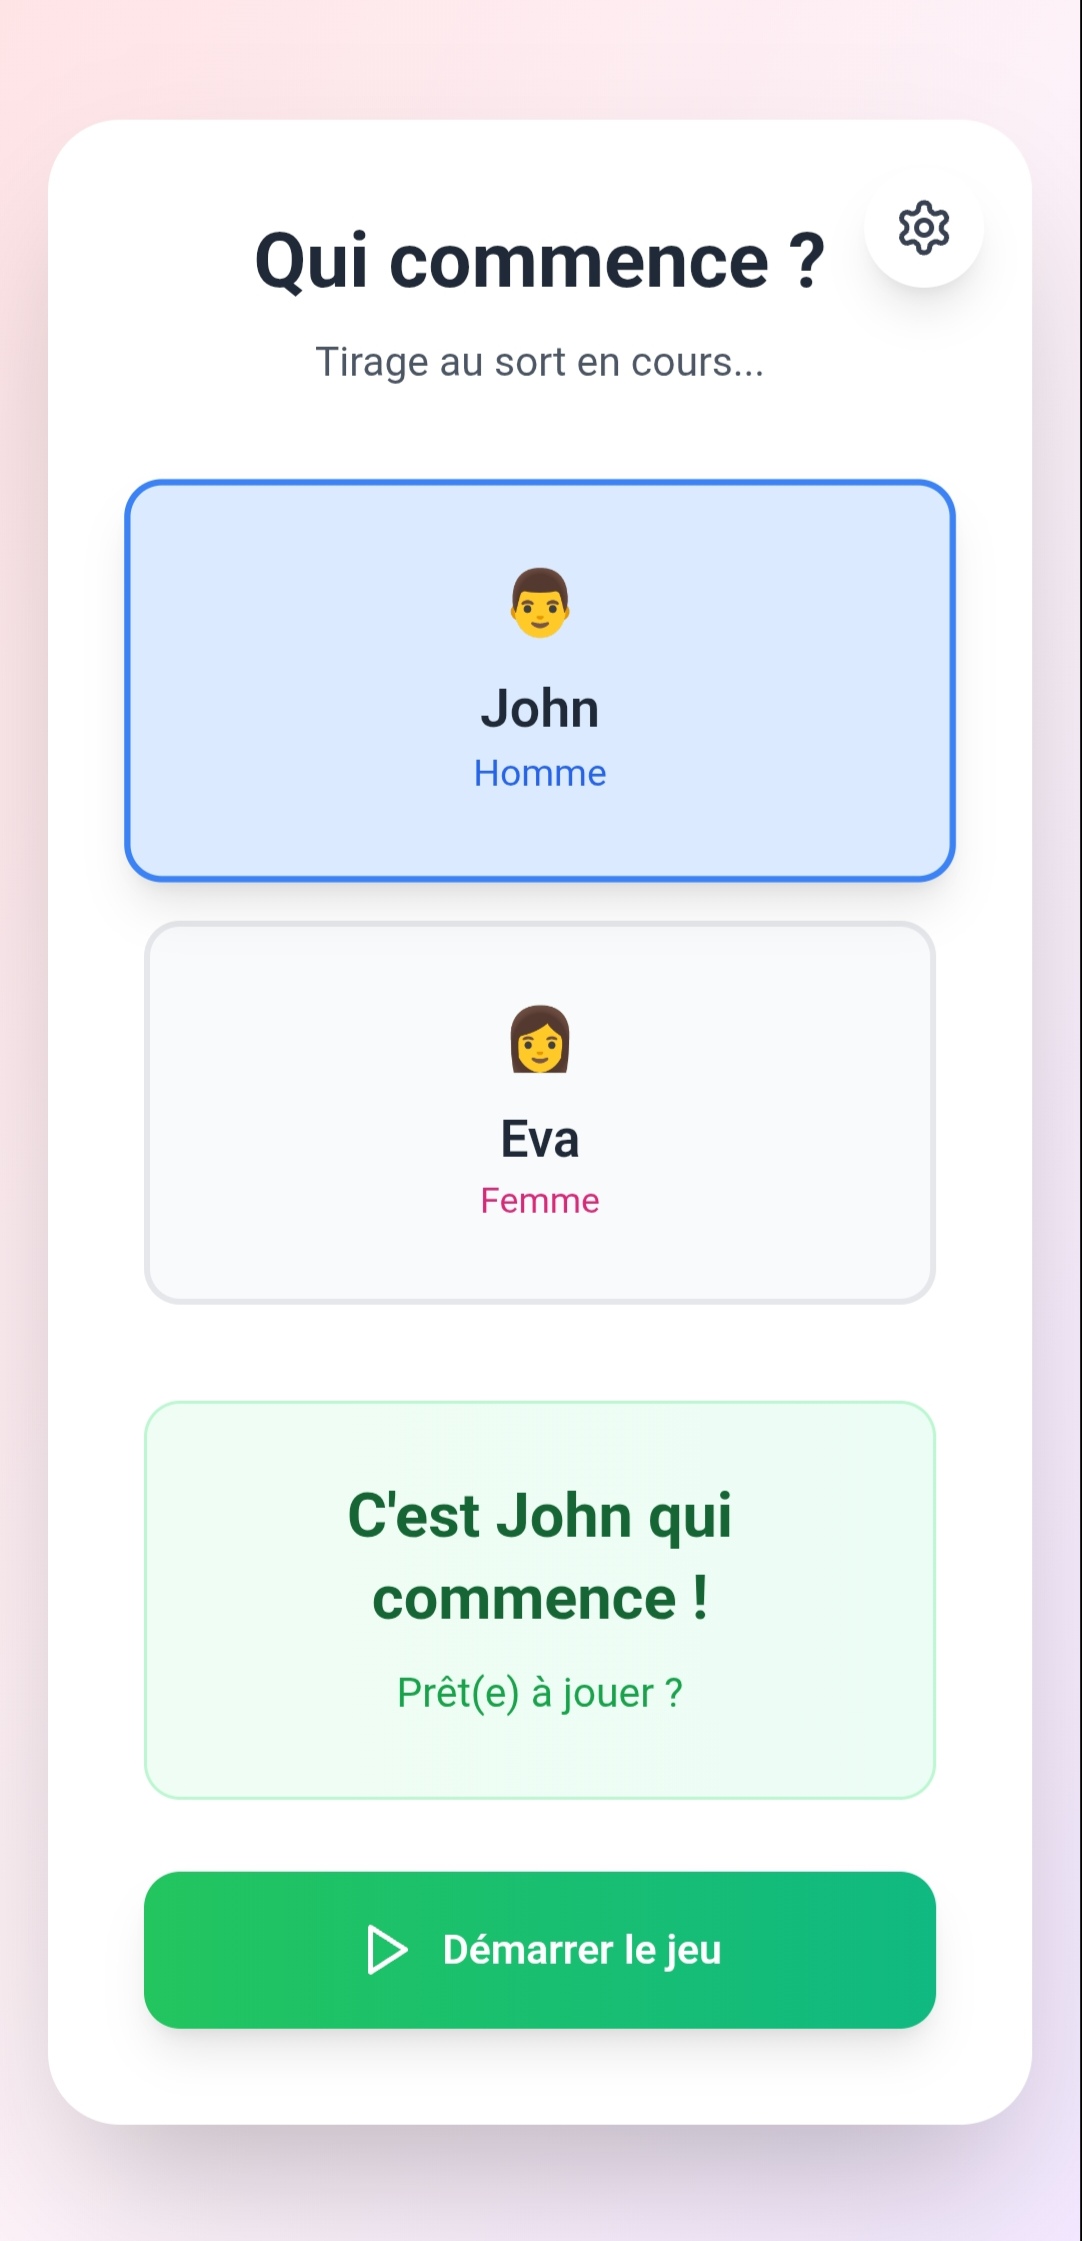 Qui commence ?
Tirage au sort en cours...
John
Homme
Eva
Femme
C'est John qui
commence !
Prêt(e) à jouer ?
Démarrer le jeu